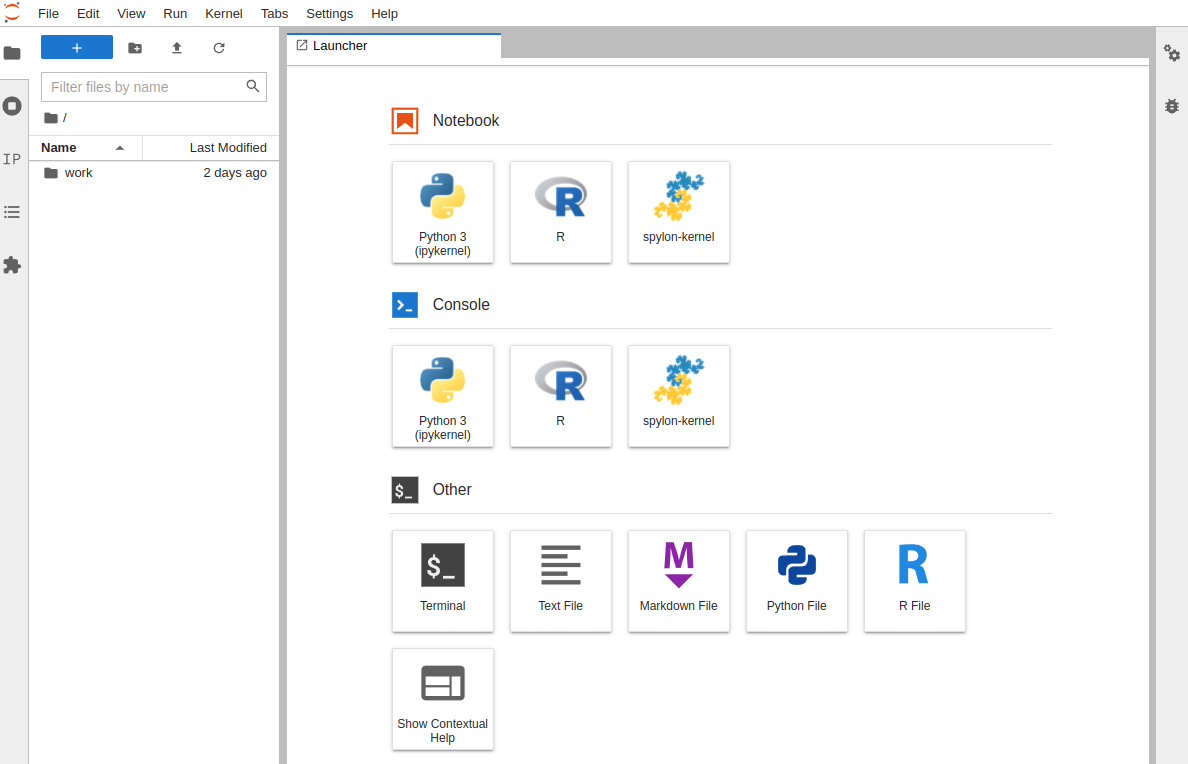 File Edit View Run Kernel Tabs Settings Help
+
Launcher
Filter files by name
/
Name Last Modified
work 2 days ago
IP
Notebook
Python 3
(ipykernel)
R
spylon-kernel
Console
Python 3
(ipykernel)
R
spylon-kernel
$_ Other
$_
Terminal
Text File
M
Markdown File
Python File
R
R File
Show Contextual
Help